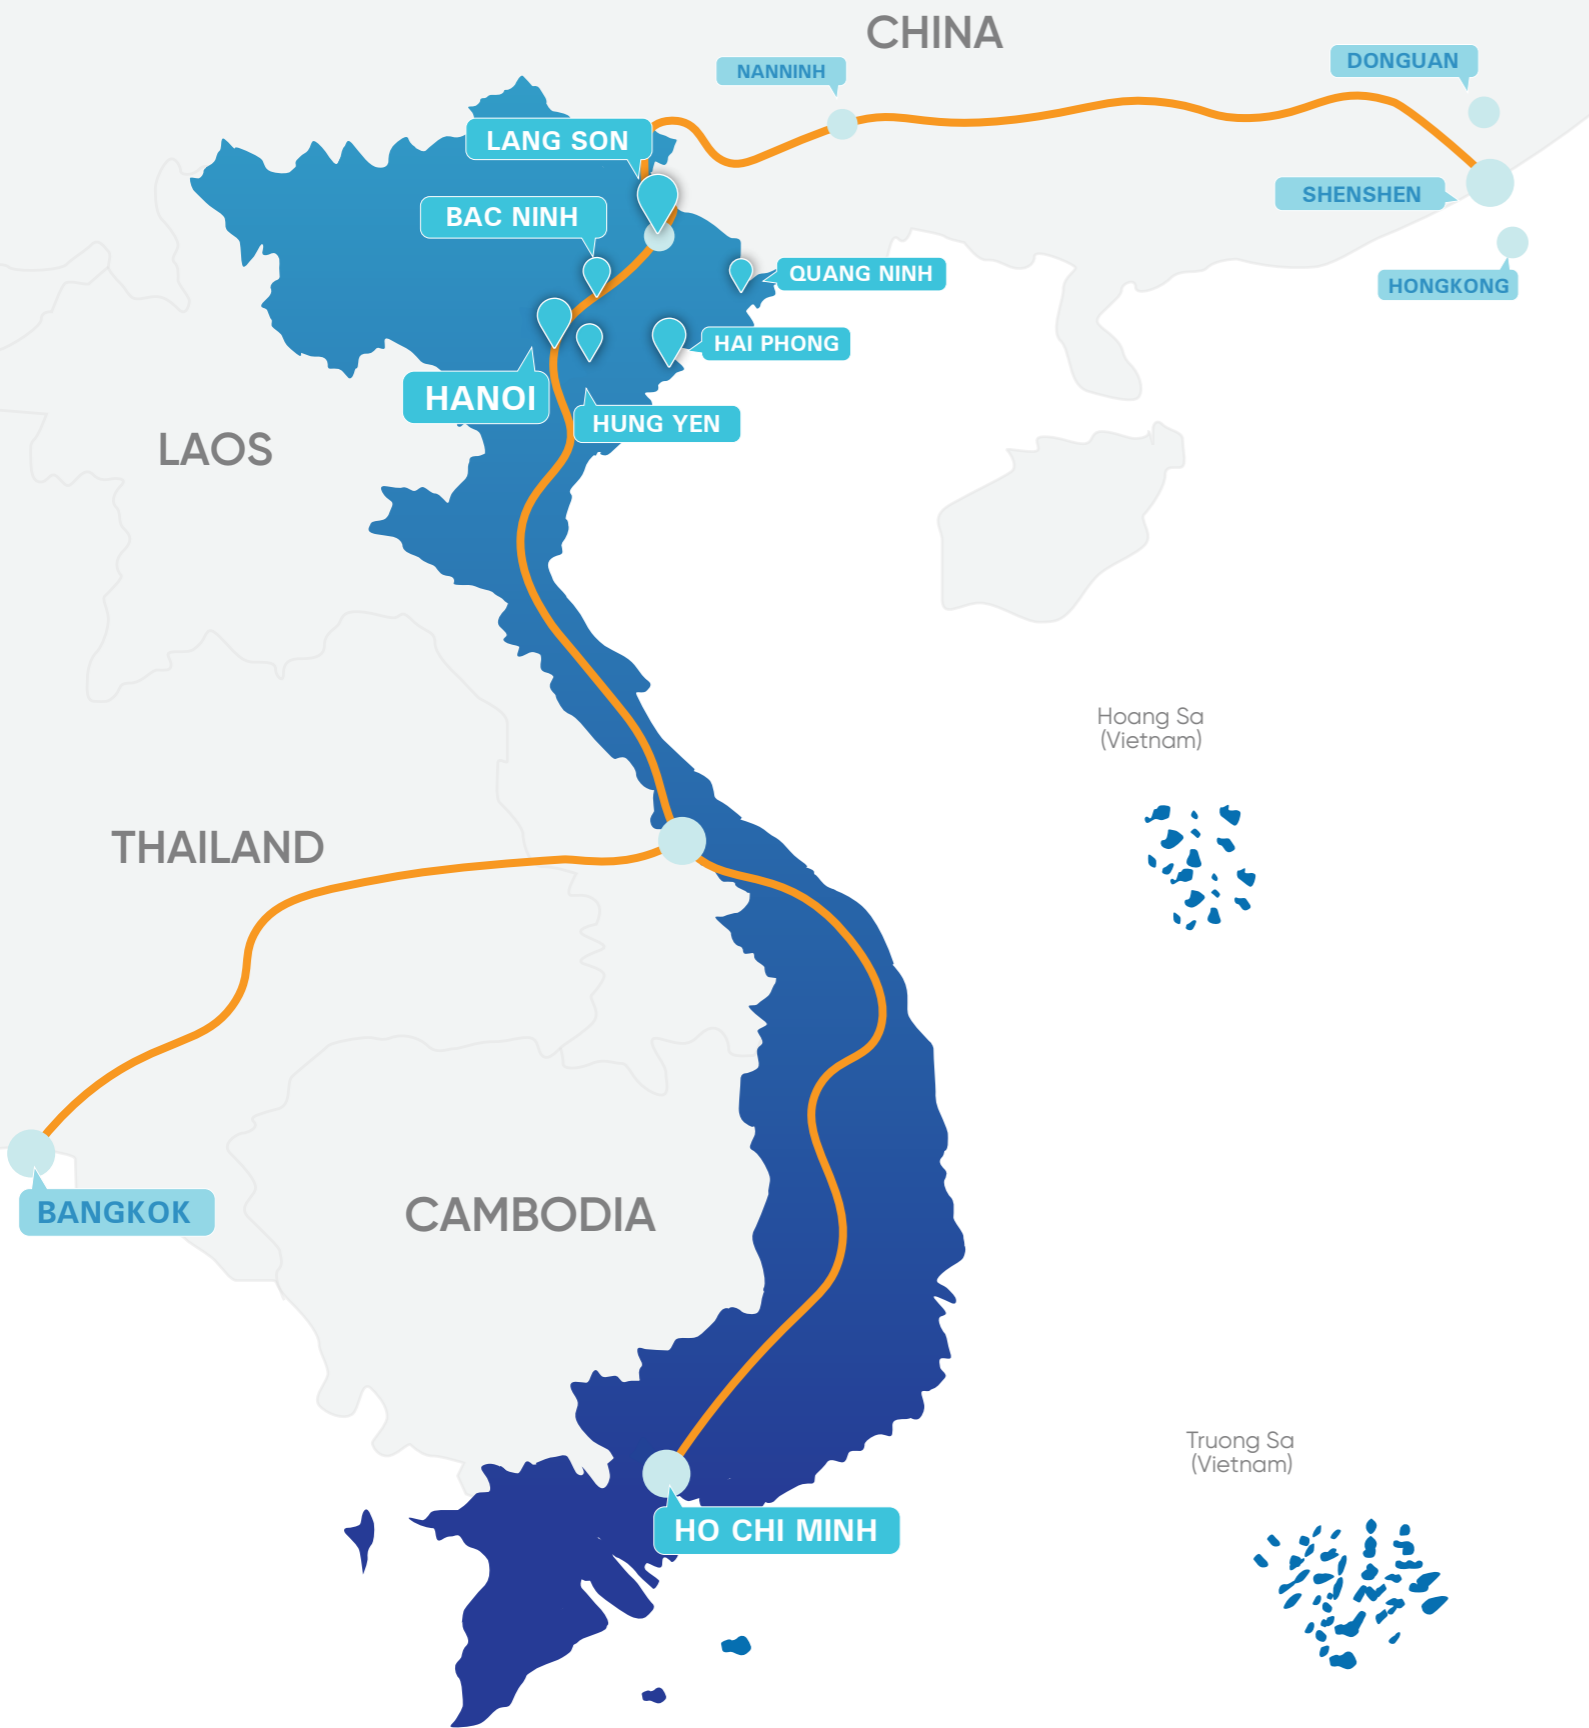 CHINA
NANNINH
DONGUAN
LANG SON
SHENSHEN
BAC NINH
QUANG NINH
HONGKONG
HAI PHONG
HANOI
HUNG YEN
LAOS
Hoang Sa
(Vietnam)
THAILAND
BANGKOK
CAMBODIA
Truong Sa
(Vietnam)
HO CHI MINH